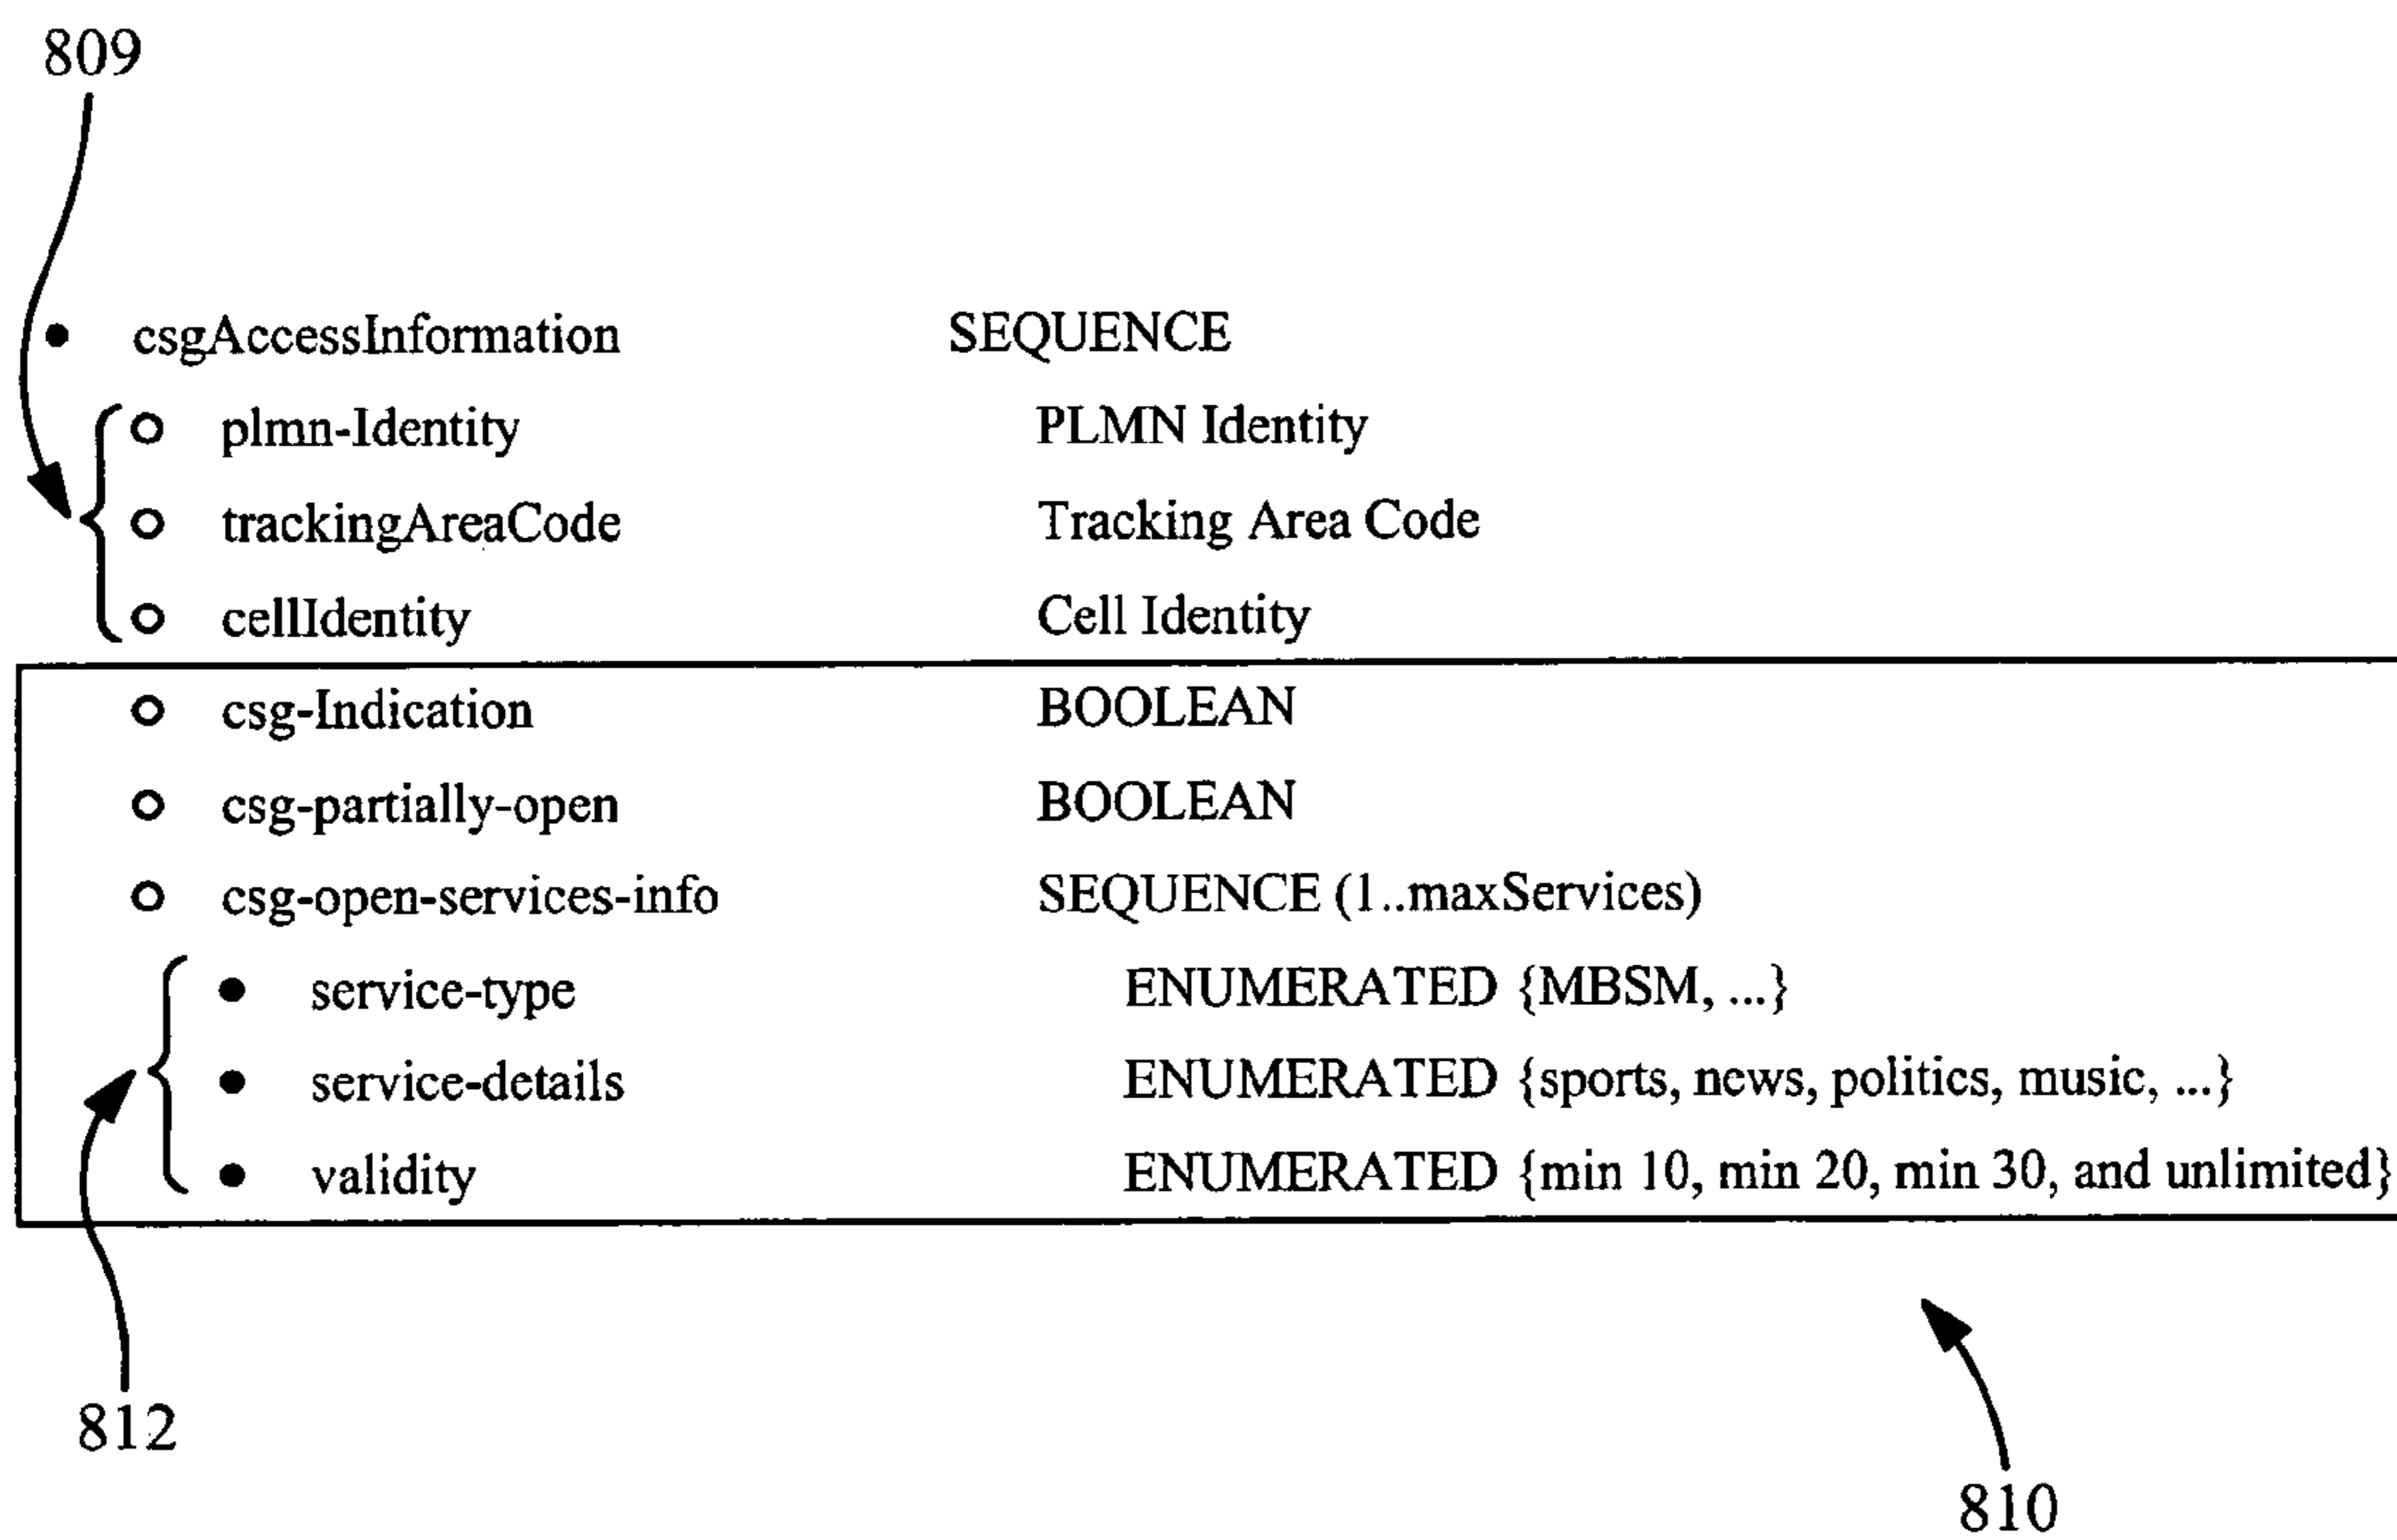 809
● csgAccessInformation SEQUENCE
○ plmn-Identity PLMN Identity
○ trackingAreaCode Tracking Area Code
○ cellIdentity Cell Identity
○ csg-Indication BOOLEAN
○ csg-partially-open BOOLEAN
○ csg-open-services-info SEQUENCE (1..maxServices)
● service-type ENUMERATED {MBSM, ...}
● service-details ENUMERATED {sports, news, politics, music, ...}
● validity ENUMERATED {min 10, min 20, min 30, and unlimited}
812
810